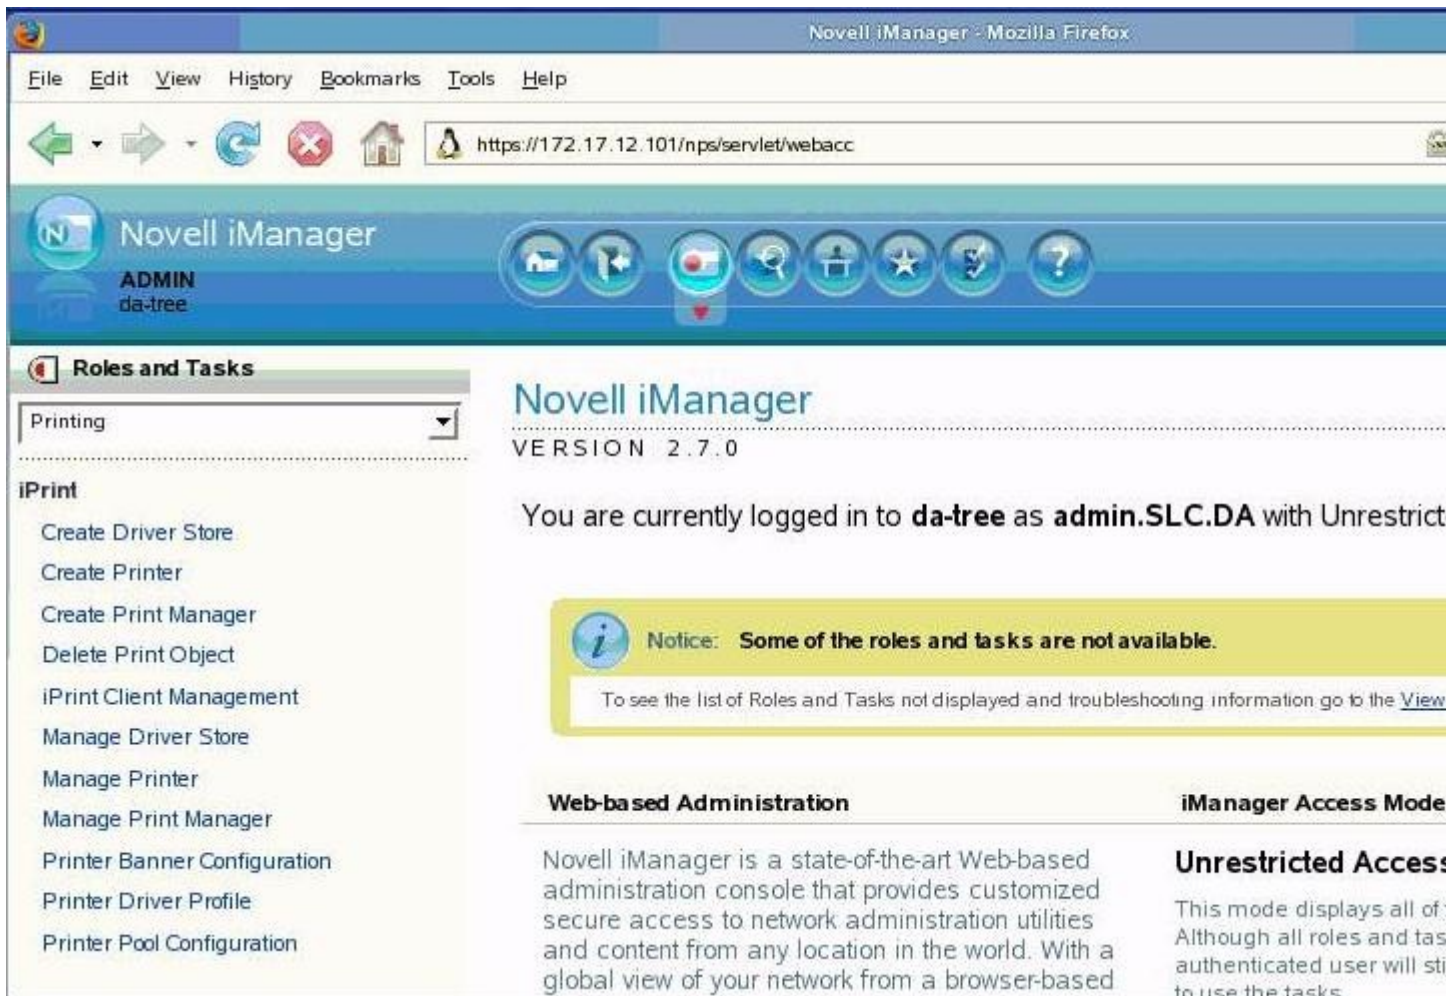 Novell iManager - Mozilla Firefox
File Edit View History Bookmarks Tools Help
https://172.17.12.101/nps/servlet/webacc
N
Novell iManager
ADMIN
da-tree
?
Roles and Tasks
Printing
iPrint
Create Driver Store
Create Printer
Create Print Manager
Delete Print Object
iPrint Client Management
Manage Driver Store
Manage Printer
Manage Print Manager
Printer Banner Configuration
Printer Driver Profile
Printer Pool Configuration
Novell iManager
VERSION 2.7.0
You are currently logged in to da-tree as admin.SLC.DA with Unrestrict
i Notice: Some of the roles and tasks are not available.
To see the list of Roles and Tasks not displayed and troubleshooting information go to the View
Web-based Administration
Novell iManager is a state-of-the-art Web-based
administration console that provides customized
secure access to network administration utilities
and content from any location in the world. With a
global view of your network from a browser-based
iManager Access Mode
Unrestricted Access
This mode displays all of
Although all roles and tas
authenticated user will sti
to use the tasks